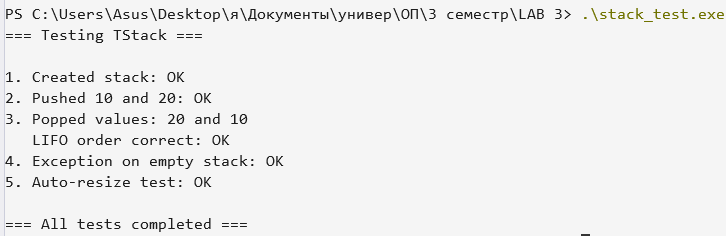 PS C:\Users\Asus\Desktop\я\Документы\универ\ОП\3 семестр\LAB 3> .\stack_test.exe
=== Testing TStack ===
1. Created stack: OK
2. Pushed 10 and 20: OK
3. Popped values: 20 and 10
   LIFO order correct: OK
4. Exception on empty stack: OK
5. Auto-resize test: OK
=== All tests completed ===